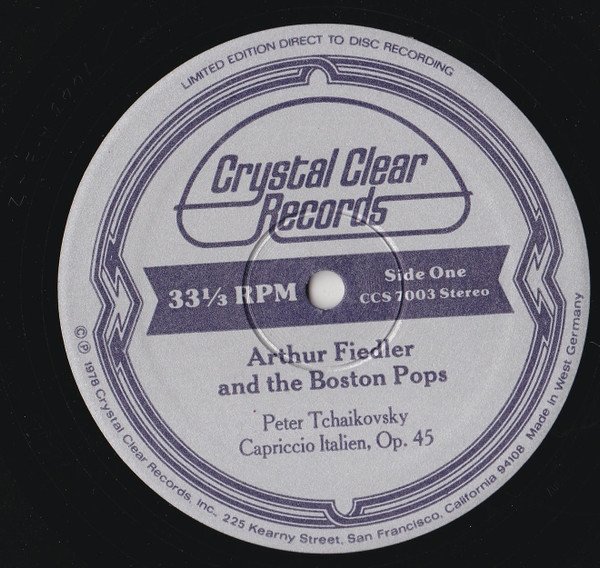 LIMITED EDITION DIRECT TO DISC RECORDING
Crystal Clear
Records
33⅓ RPM
Side One
CCS 7003 Stereo
Arthur Fiedler
and the Boston Pops
Peter Tchaikovsky
Capriccio Italien, Op. 45
© ℗ 1978 Crystal Clear Records, Inc., 225 Kearny Street, San Francisco, California 94108 Made in West Germany